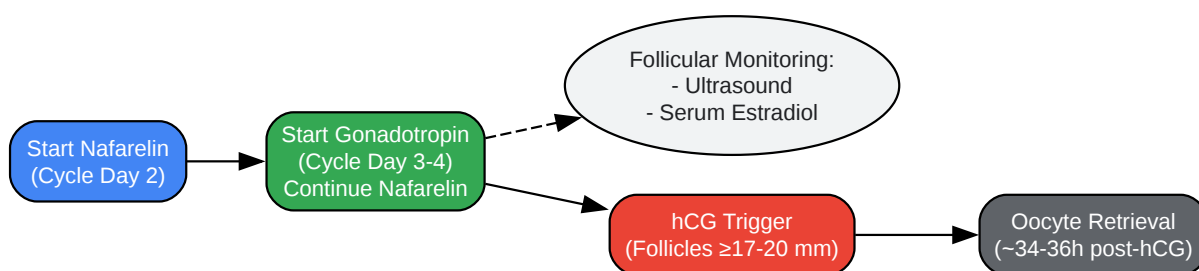 Start Nafarelin
(Cycle Day 2)
Start Gonadotropin
(Cycle Day 3-4)
Continue Nafarelin
Follicular Monitoring:
- Ultrasound
- Serum Estradiol
hCG Trigger
(Follicles ≥17-20 mm)
Oocyte Retrieval
(~34-36h post-hCG)